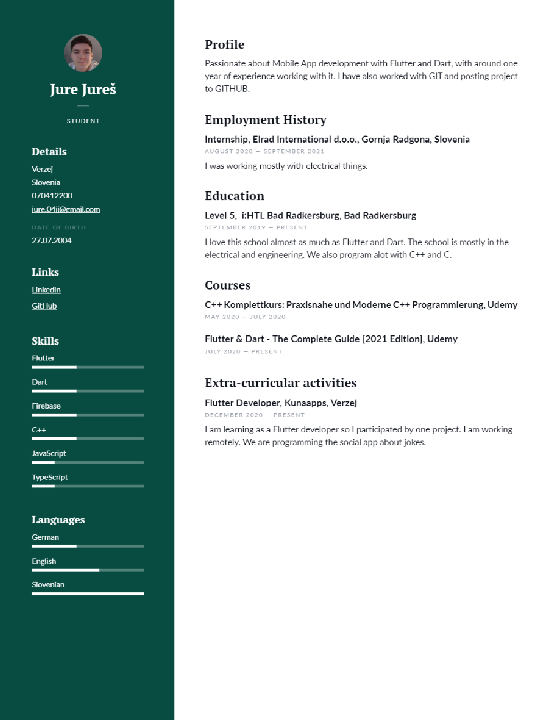 Jure Jureš
STUDENT
Details
Verzej
Slovenia
070412200
DATE OF BIRTH
27.07.2004
Links
LinkedIn
GitHub
Skills
Flutter
Dart
Firebase
C++
JavaScript
TypeScript
Languages
German
English
Slovenian
Profile
Passionate about Mobile App development with Flutter and Dart, with around one
year of experience working with it. I have also worked with GIT and posting project
to GITHUB.
Employment History
Internship, Elrad International d.o.o., Gornja Radgona, Slovenia
AUGUST 2020 — SEPTEMBER 2021
I was working mostly with electrical things.
Education
Level 5, i:HTL Bad Radkersburg, Bad Radkersburg
SEPTEMBER 2019 — PRESENT
I love this school almost as much as Flutter and Dart. The school is mostly in the
electrical and engineering. We also program alot with C++ and C.
Courses
C++ Komplettkurs: Praxisnahe und Moderne C++ Programmierung, Udemy
MAY 2020 — JULY 2020
Flutter & Dart - The Complete Guide [2021 Edition], Udemy
JULY 2020 — PRESENT
Extra-curricular activities
Flutter Developer, Kunaapps, Verzej
DECEMBER 2020 — PRESENT
I am learning as a Flutter developer so I participated by one project. I am working
remotely. We are programming the social app about jokes.